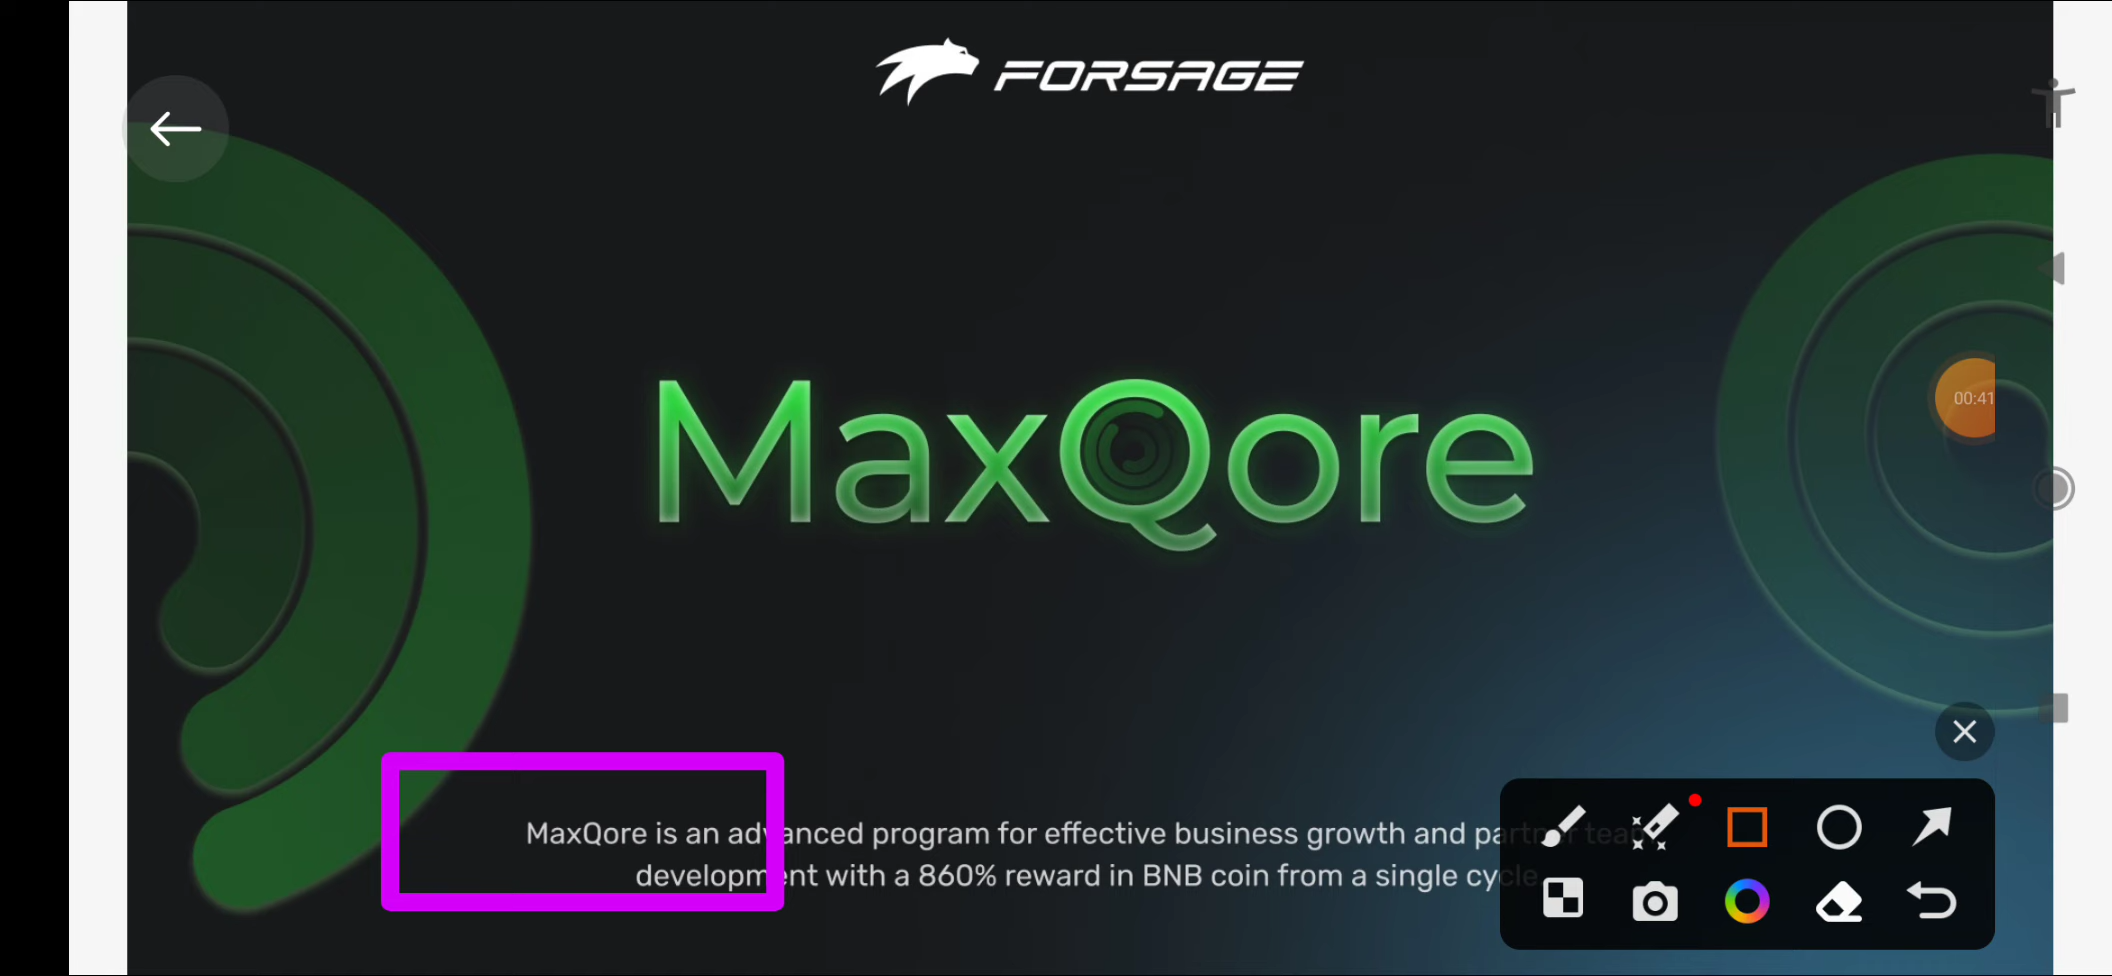 FORSAGE
00:41
MaxQore
MaxQore is an advanced program for effective business growth and partner team
development with a 860% reward in BNB coin from a single cycle